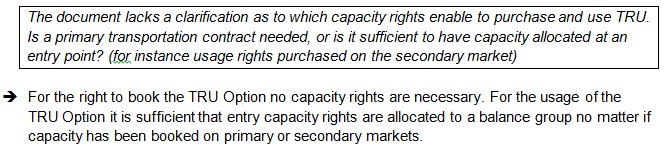 The document lacks a clarification as to which capacity rights enable to purchase and use TRU.
Is a primary transportation contract needed, or is it sufficient to have capacity allocated at an
entry point? (for instance usage rights purchased on the secondary market)
→ For the right to book the TRU Option no capacity rights are necessary. For the usage of the
TRU Option it is sufficient that entry capacity rights are allocated to a balance group no matter if
capacity has been booked on primary or secondary markets.